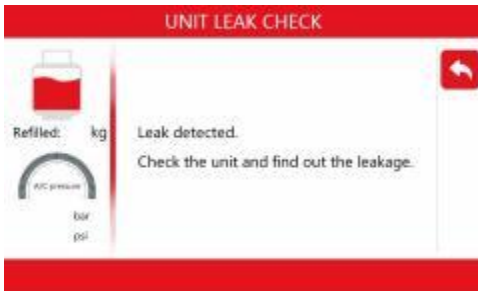 UNIT LEAK CHECK
Refilled: kg
Leak detected.
Check the unit and find out the leakage.
A/C pressure
bar
psi